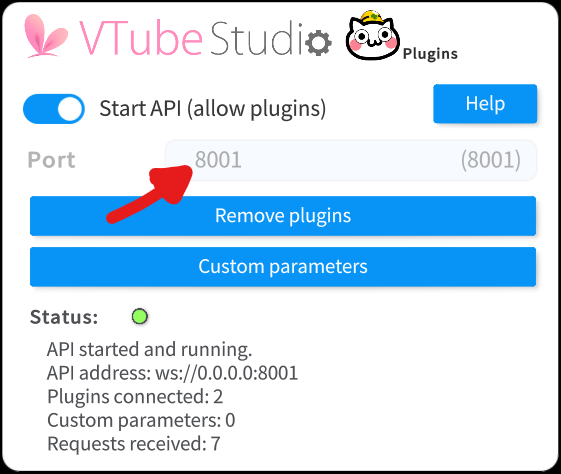 VTube Studio Plugins
Start API (allow plugins)
Help
Port 8001 (8001)
Remove plugins
Custom parameters
Status:
API started and running.
API address: ws://0.0.0.0:8001
Plugins connected: 2
Custom parameters: 0
Requests received: 7